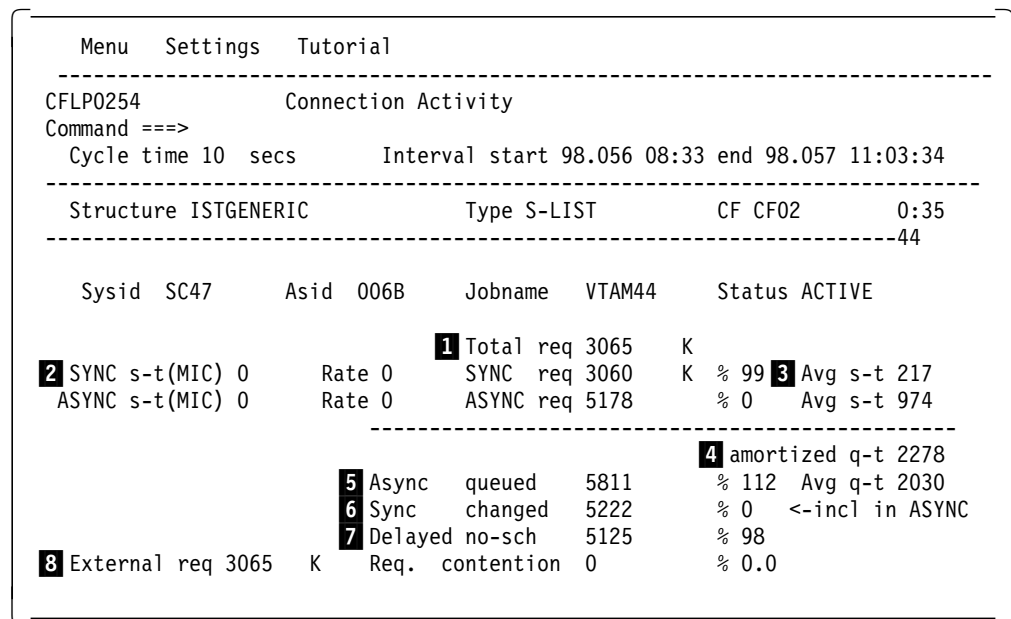 Menu Settings Tutorial
--------------------------------------------------------------------------------
CFLP0254 Connection Activity
Command ===>
Cycle time 10 secs Interval start 98.056 08:33 end 98.057 11:03:34
--------------------------------------------------------------------------------
Structure ISTGENERIC Type S-LIST CF CF02 0:35
------------------------------------------------------------------------44
Sysid SC47 Asid 006B Jobname VTAM44 Status ACTIVE
1 Total req 3065 K
2 SYNC s-t(MIC) 0 Rate 0 SYNC req 3060 K % 99 3 Avg s-t 217
ASYNC s-t(MIC) 0 Rate 0 ASYNC req 5178 % 0 Avg s-t 974
-------------------------------------------------
4 amortized q-t 2278
5 Async queued 5811 % 112 Avg q-t 2030
6 Sync changed 5222 % 0 <-incl in ASYNC
7 Delayed no-sch 5125 % 98
8 External req 3065 K Req. contention 0 % 0.0